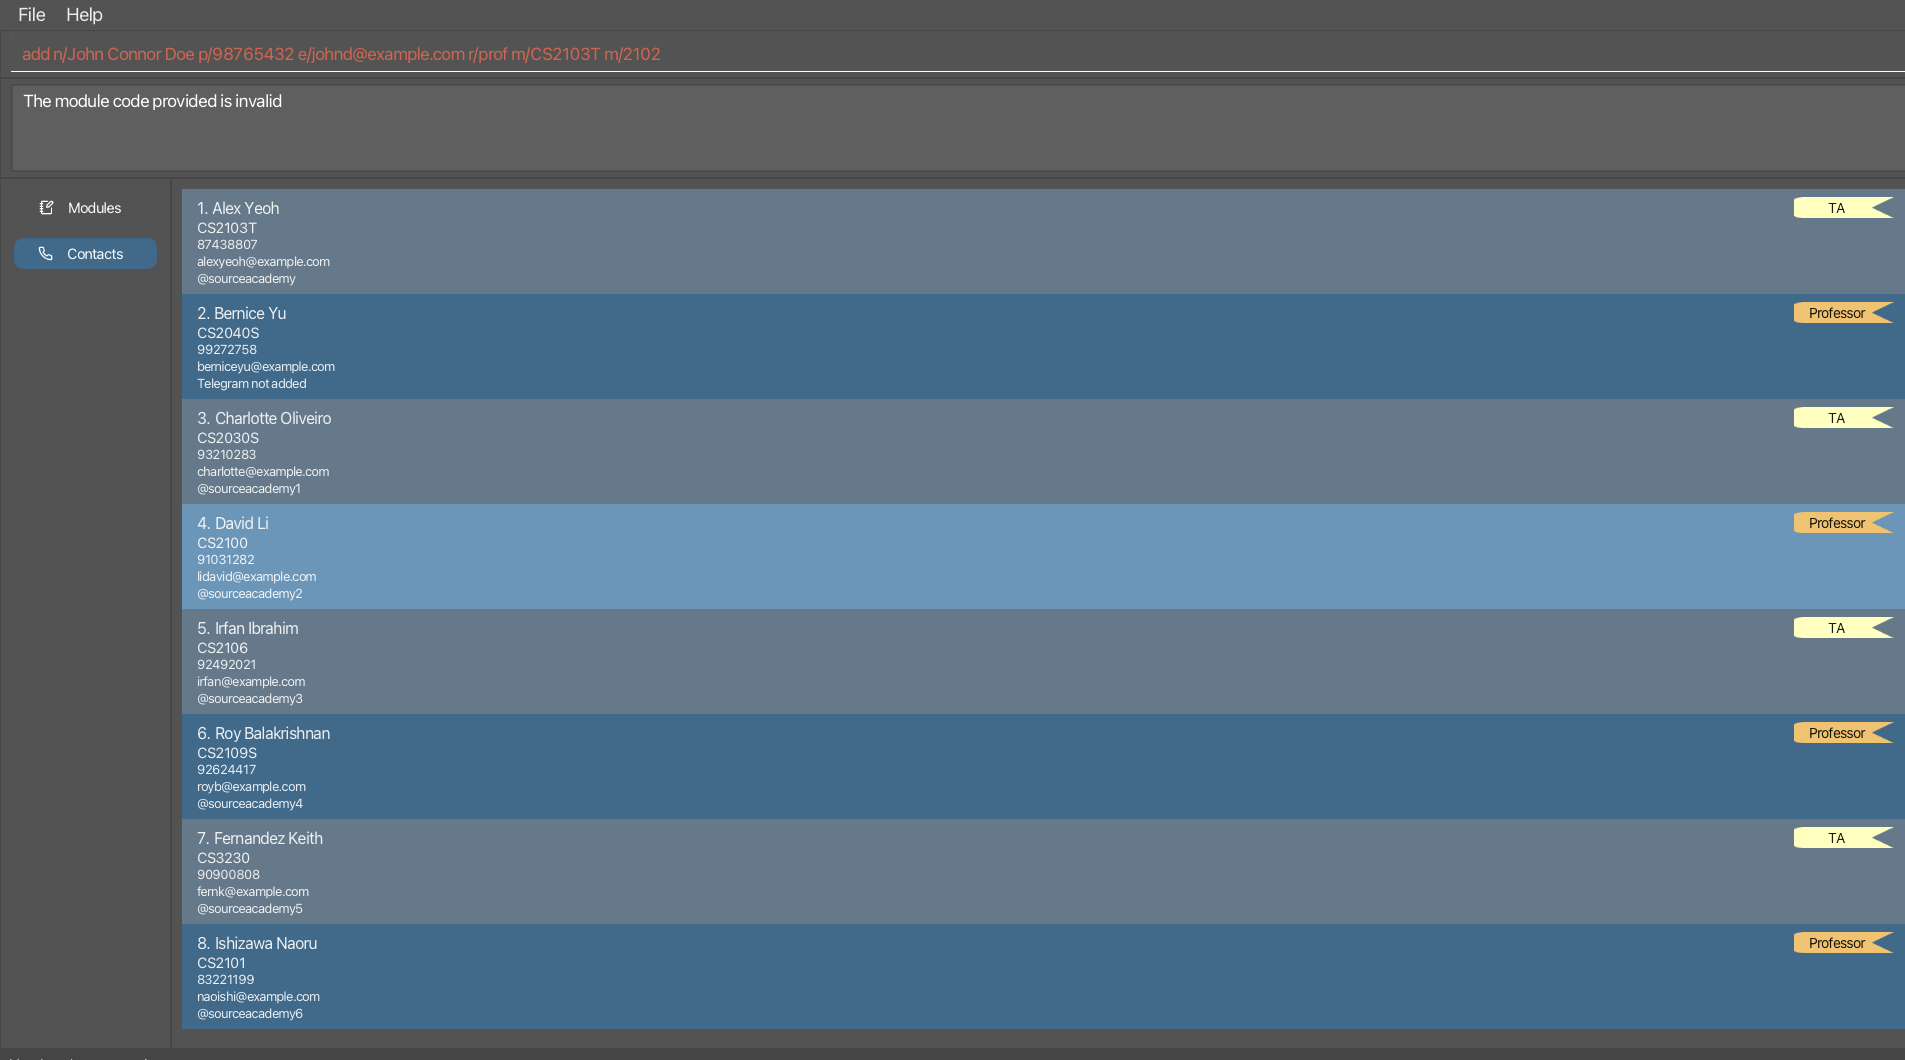 File Help
add n/John Connor Doe p/98765432 e/johnd@example.com r/prof m/CS2103T m/2102
The module code provided is invalid
Modules
Contacts
1. Alex Yeoh TA
CS2103T
87438807
alexyeoh@example.com
@sourceacademy
2. Bernice Yu Professor
CS2040S
99272758
berniceyu@example.com
Telegram not added
3. Charlotte Oliveiro TA
CS2030S
93210283
charlotte@example.com
@sourceacademy1
4. David Li Professor
CS2100
91031282
lidavid@example.com
@sourceacademy2
5. Irfan Ibrahim TA
CS2106
92492021
irfan@example.com
@sourceacademy3
6. Roy Balakrishnan Professor
CS2109S
92624417
royb@example.com
@sourceacademy4
7. Fernandez Keith TA
CS3230
90900808
fernk@example.com
@sourceacademy5
8. Ishizawa Naoru Professor
CS2101
83221199
naoishi@example.com
@sourceacademy6